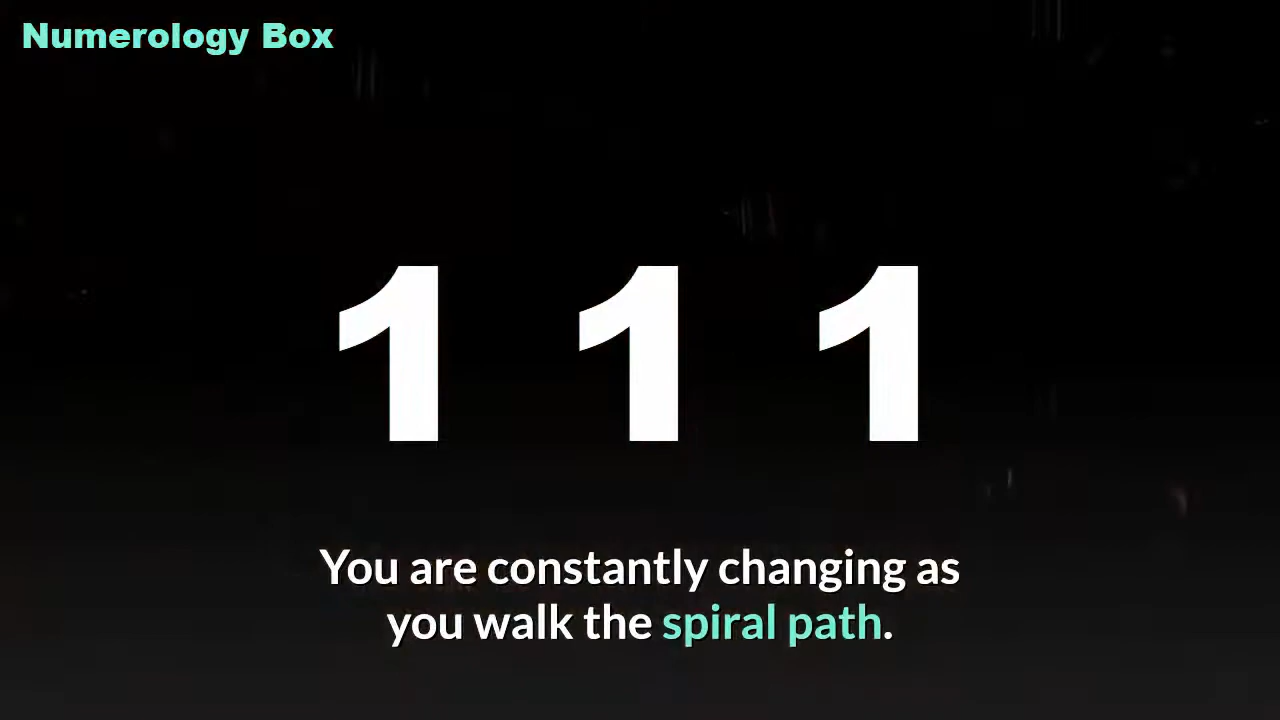 Numerology Box
1 1 1
You are constantly changing as
you walk the spiral path.